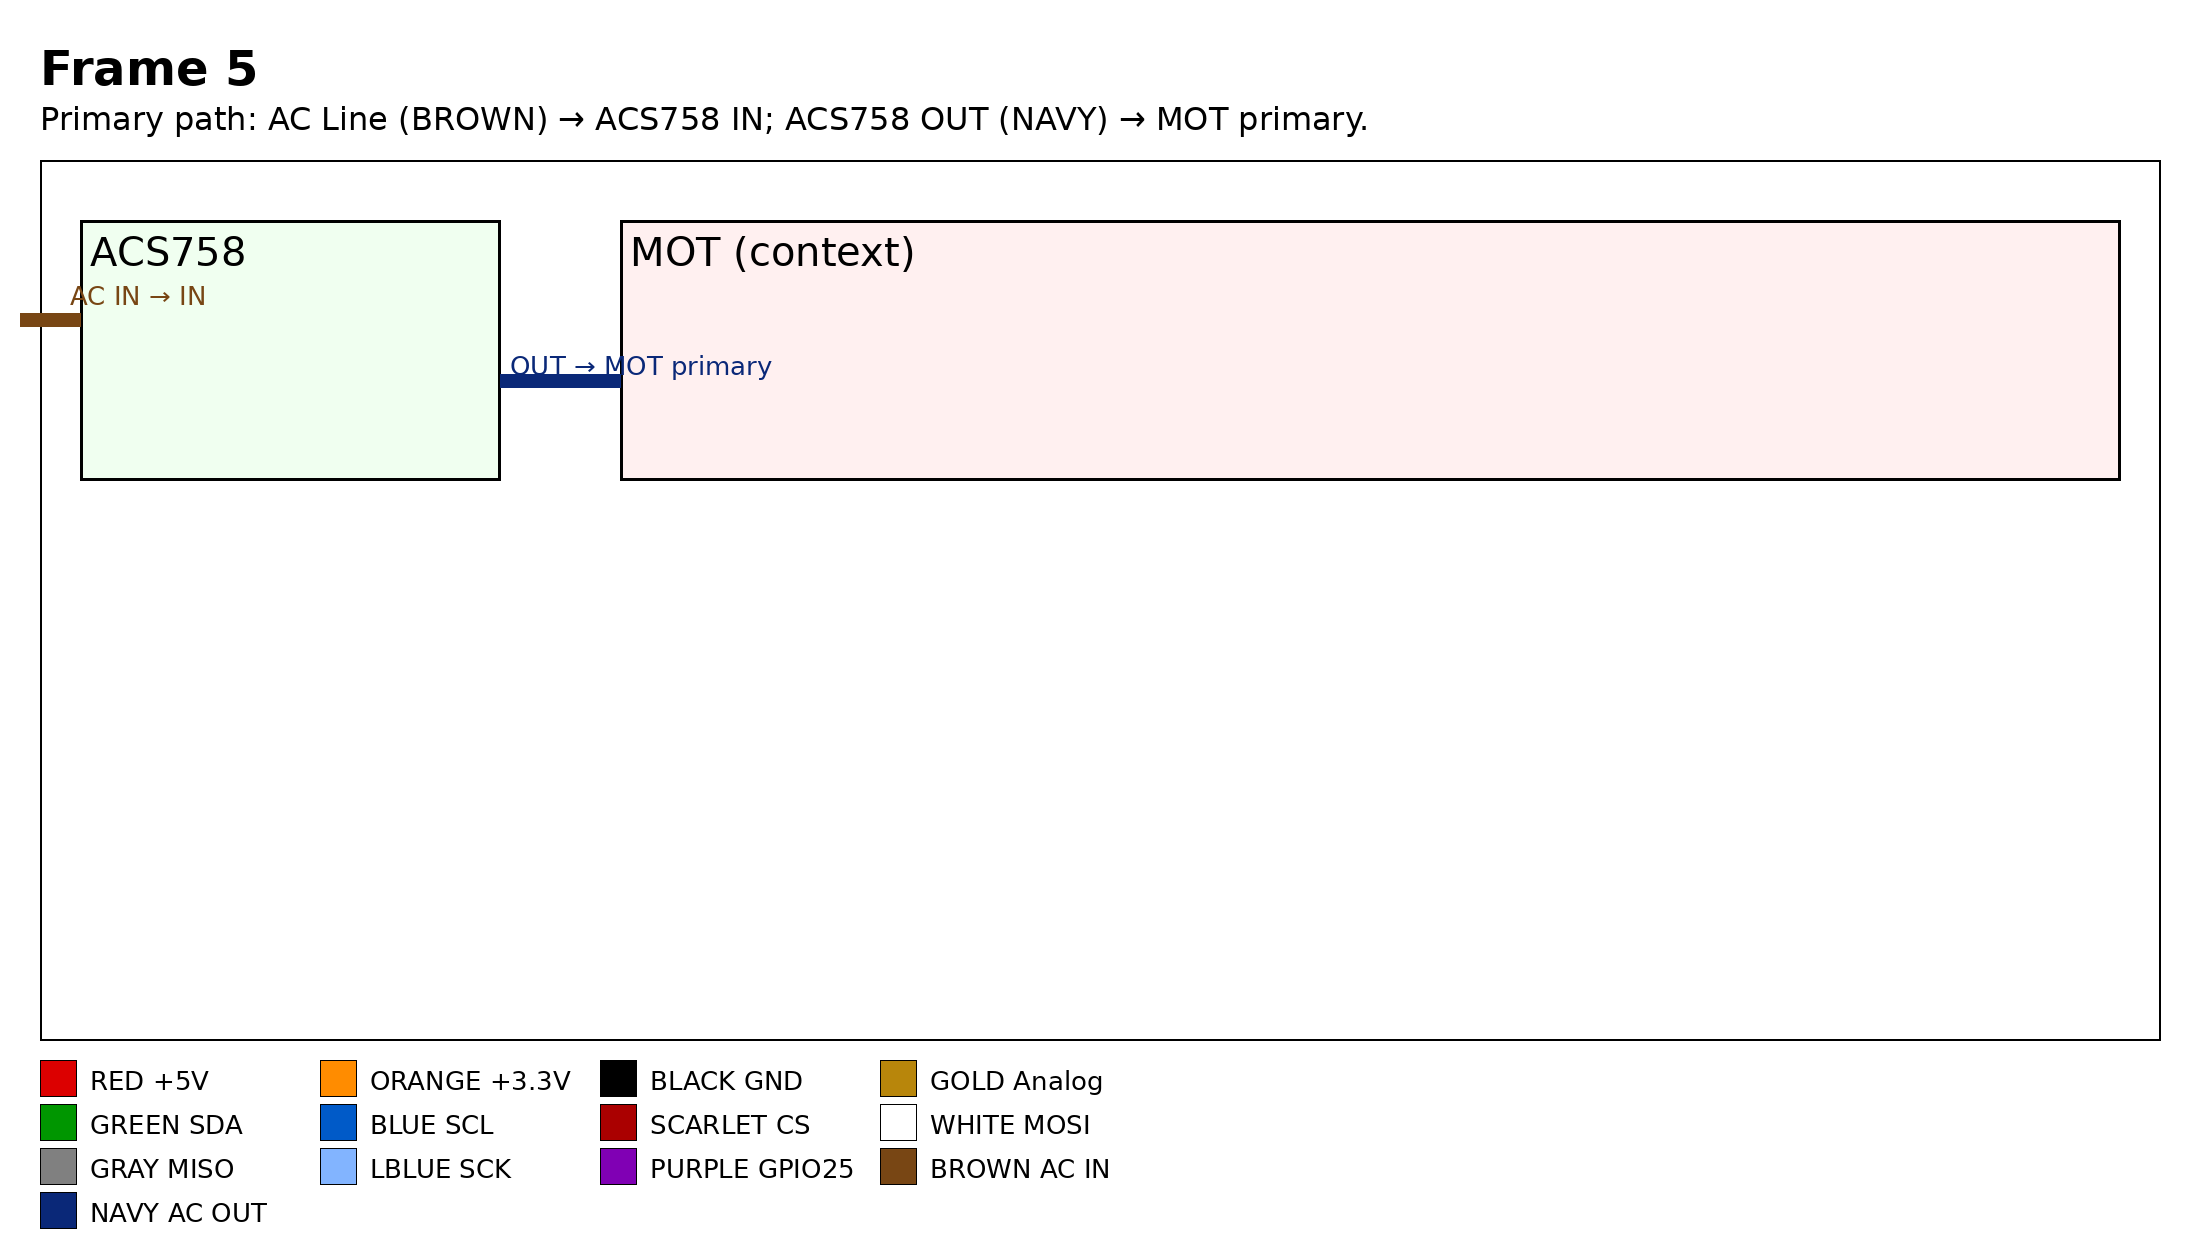 Frame 5
Primary path: AC Line (BROWN) → ACS758 IN; ACS758 OUT (NAVY) → MOT primary.
ACS758
MOT (context)
AC IN → IN
OUT → MOT primary
RED +5V
ORANGE +3.3V
BLACK GND
GOLD Analog
GREEN SDA
BLUE SCL
SCARLET CS
WHITE MOSI
GRAY MISO
LBLUE SCK
PURPLE GPIO25
BROWN AC IN
NAVY AC OUT